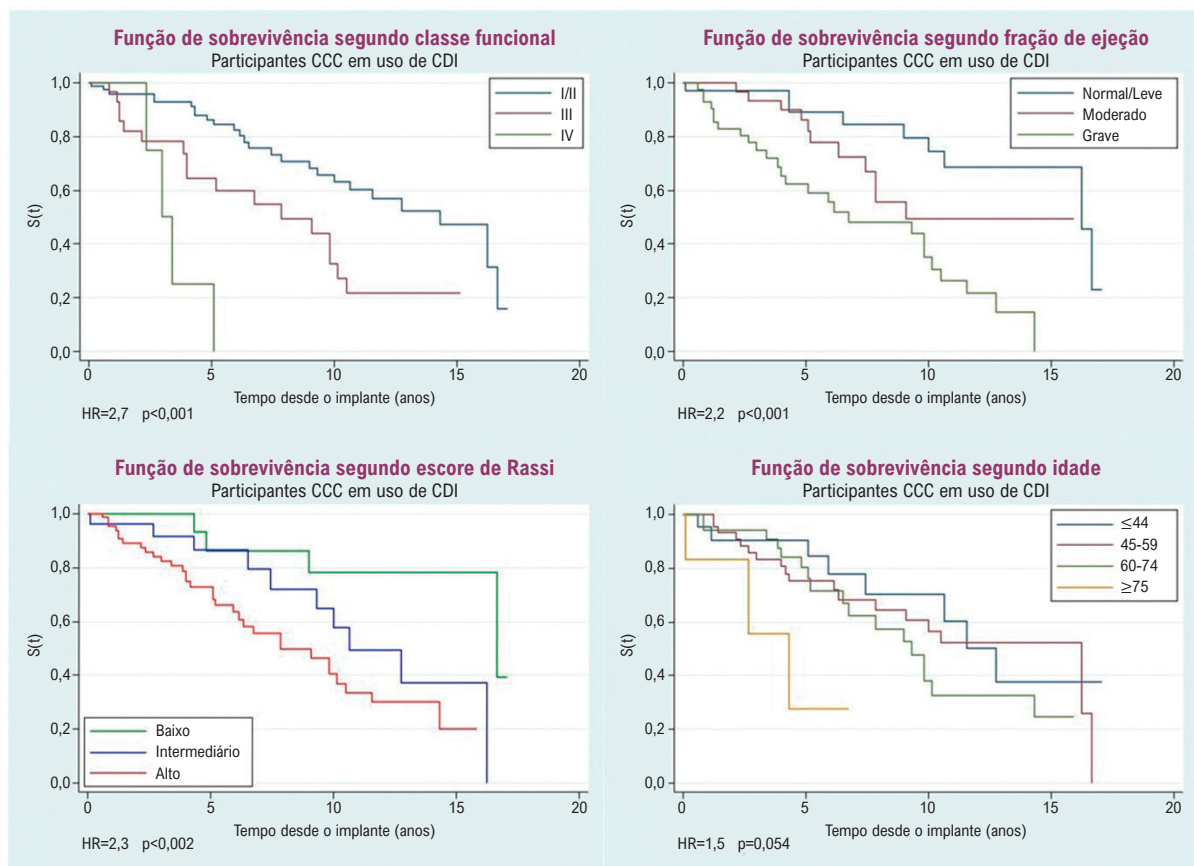 Função de sobrevivência segundo classe funcional
Participantes CCC em uso de CDI
1,0
0,8
0,6
0,4
0,2
0,0
S(t)
I/II
III
IV
0
5
10
15
20
Tempo desde o implante (anos)
HR=2,7 p<0,001
Função de sobrevivência segundo fração de ejeção
Participantes CCC em uso de CDI
1,0
0,8
0,6
0,4
0,2
0,0
S(t)
Normal/Leve
Moderado
Grave
0
5
10
15
20
Tempo desde o implante (anos)
HR=2,2 p<0,001
Função de sobrevivência segundo escore de Rassi
Participantes CCC em uso de CDI
1,0
0,8
0,6
0,4
0,2
0,0
S(t)
Baixo
Intermediário
Alto
0
5
10
15
20
Tempo desde o implante (anos)
HR=2,3 p<0,002
Função de sobrevivência segundo idade
Participantes CCC em uso de CDI
1,0
0,8
0,6
0,4
0,2
0,0
S(t)
≤44
45-59
60-74
≥75
0
5
10
15
20
Tempo desde o implante (anos)
HR=1,5 p=0,054